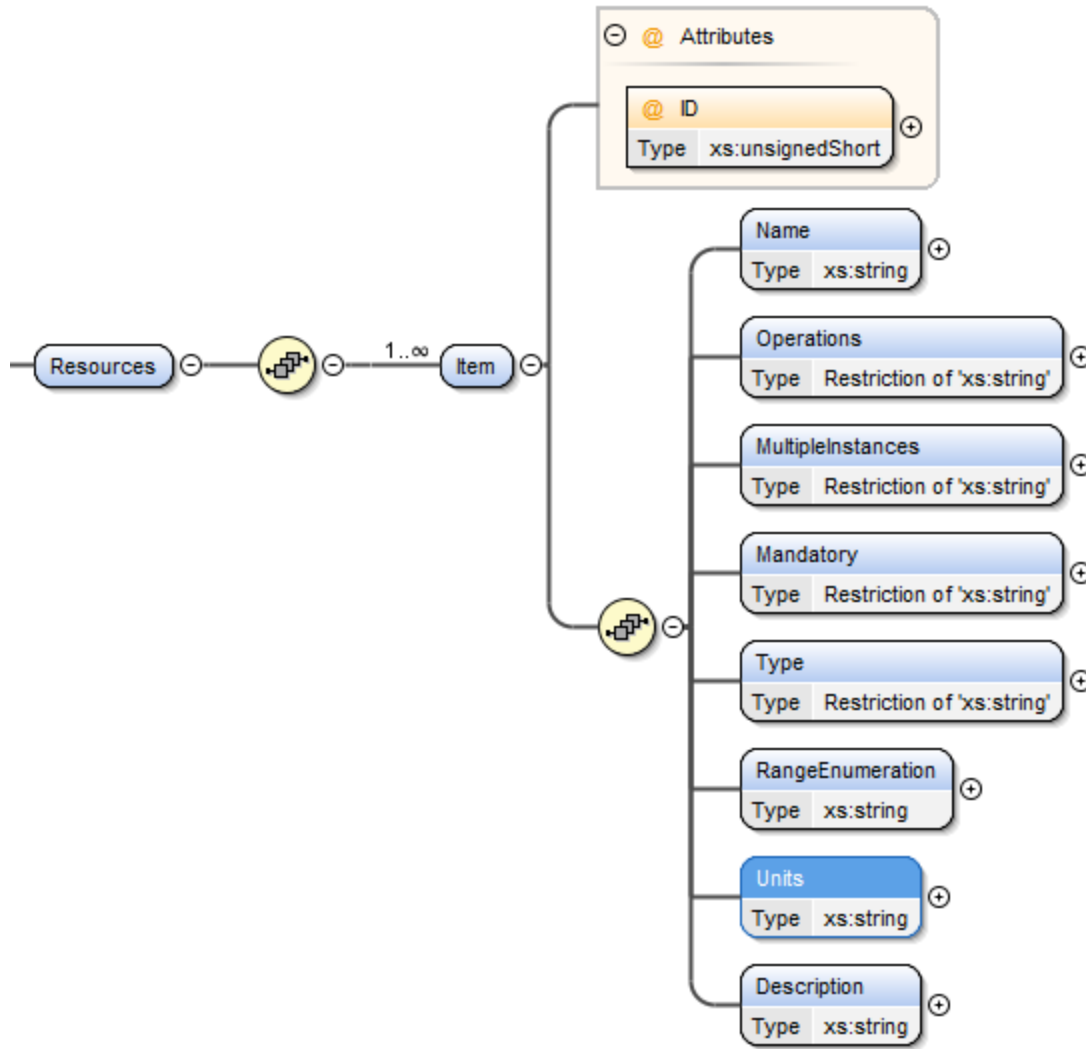 @ Attributes
@ ID
Type xs:unsignedShort
Name
Type xs:string
Operations
Type Restriction of 'xs:string'
Resources
1..∞
Item
MultipleInstances
Type Restriction of 'xs:string'
Mandatory
Type Restriction of 'xs:string'
Type
Type Restriction of 'xs:string'
RangeEnumeration
Type xs:string
Units
Type xs:string
Description
Type xs:string